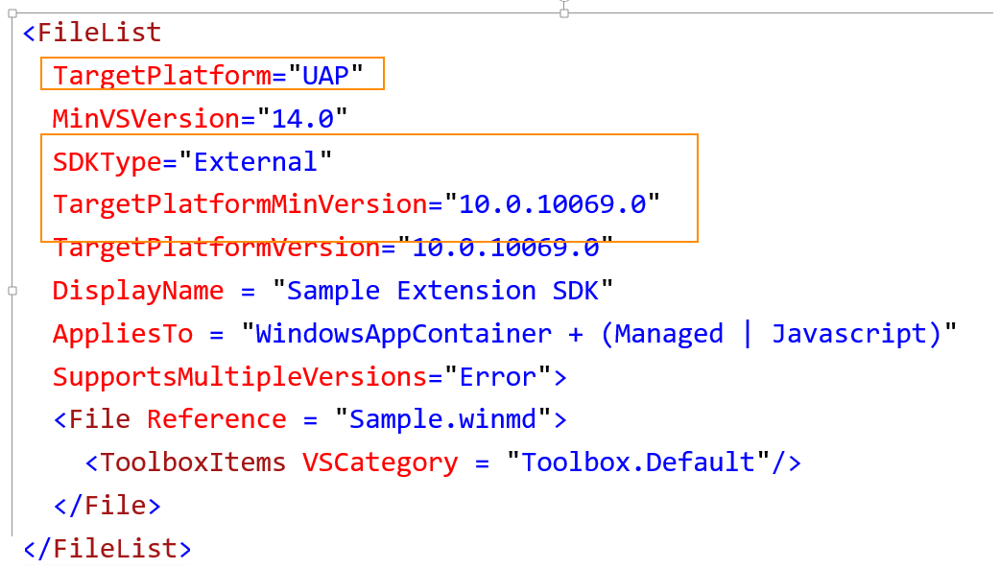 <FileList
TargetPlatform="UAP"
MinVSVersion="14.0"
SDKType="External"
TargetPlatformMinVersion="10.0.10069.0"
TargetPlatformVersion="10.0.10069.0"
DisplayName = "Sample Extension SDK"
AppliesTo = "WindowsAppContainer + (Managed | Javascript)"
SupportsMultipleVersions="Error">
<File Reference = "Sample.winmd">
<ToolboxItems VSCategory = "Toolbox.Default"/>
</File>
</FileList>